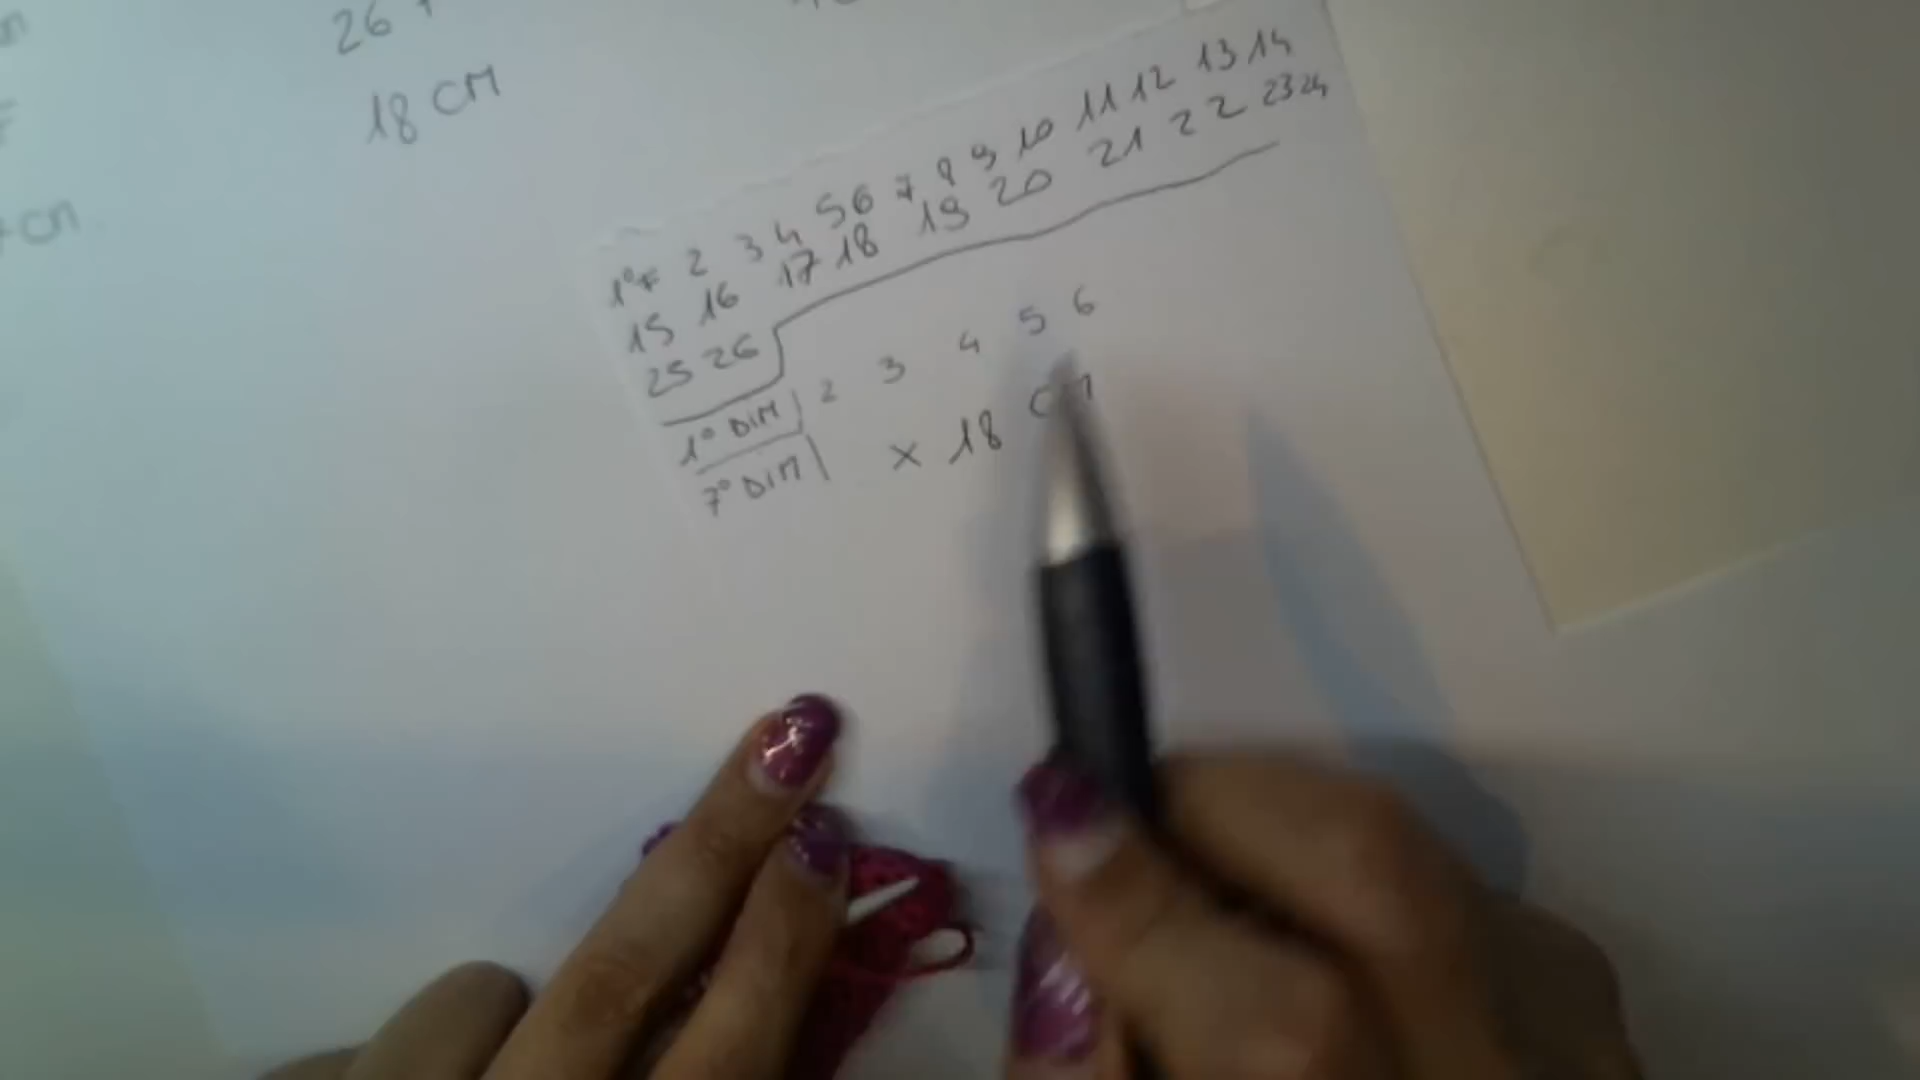 26
18 CM
1°F 2 3 4 5 6 7 8 9 10 11 12 13 14
15 16 17 18 19 20 21 22 23 24
25 26
1° DIM 2 3 4 5 6
7° DIM x 18 CM